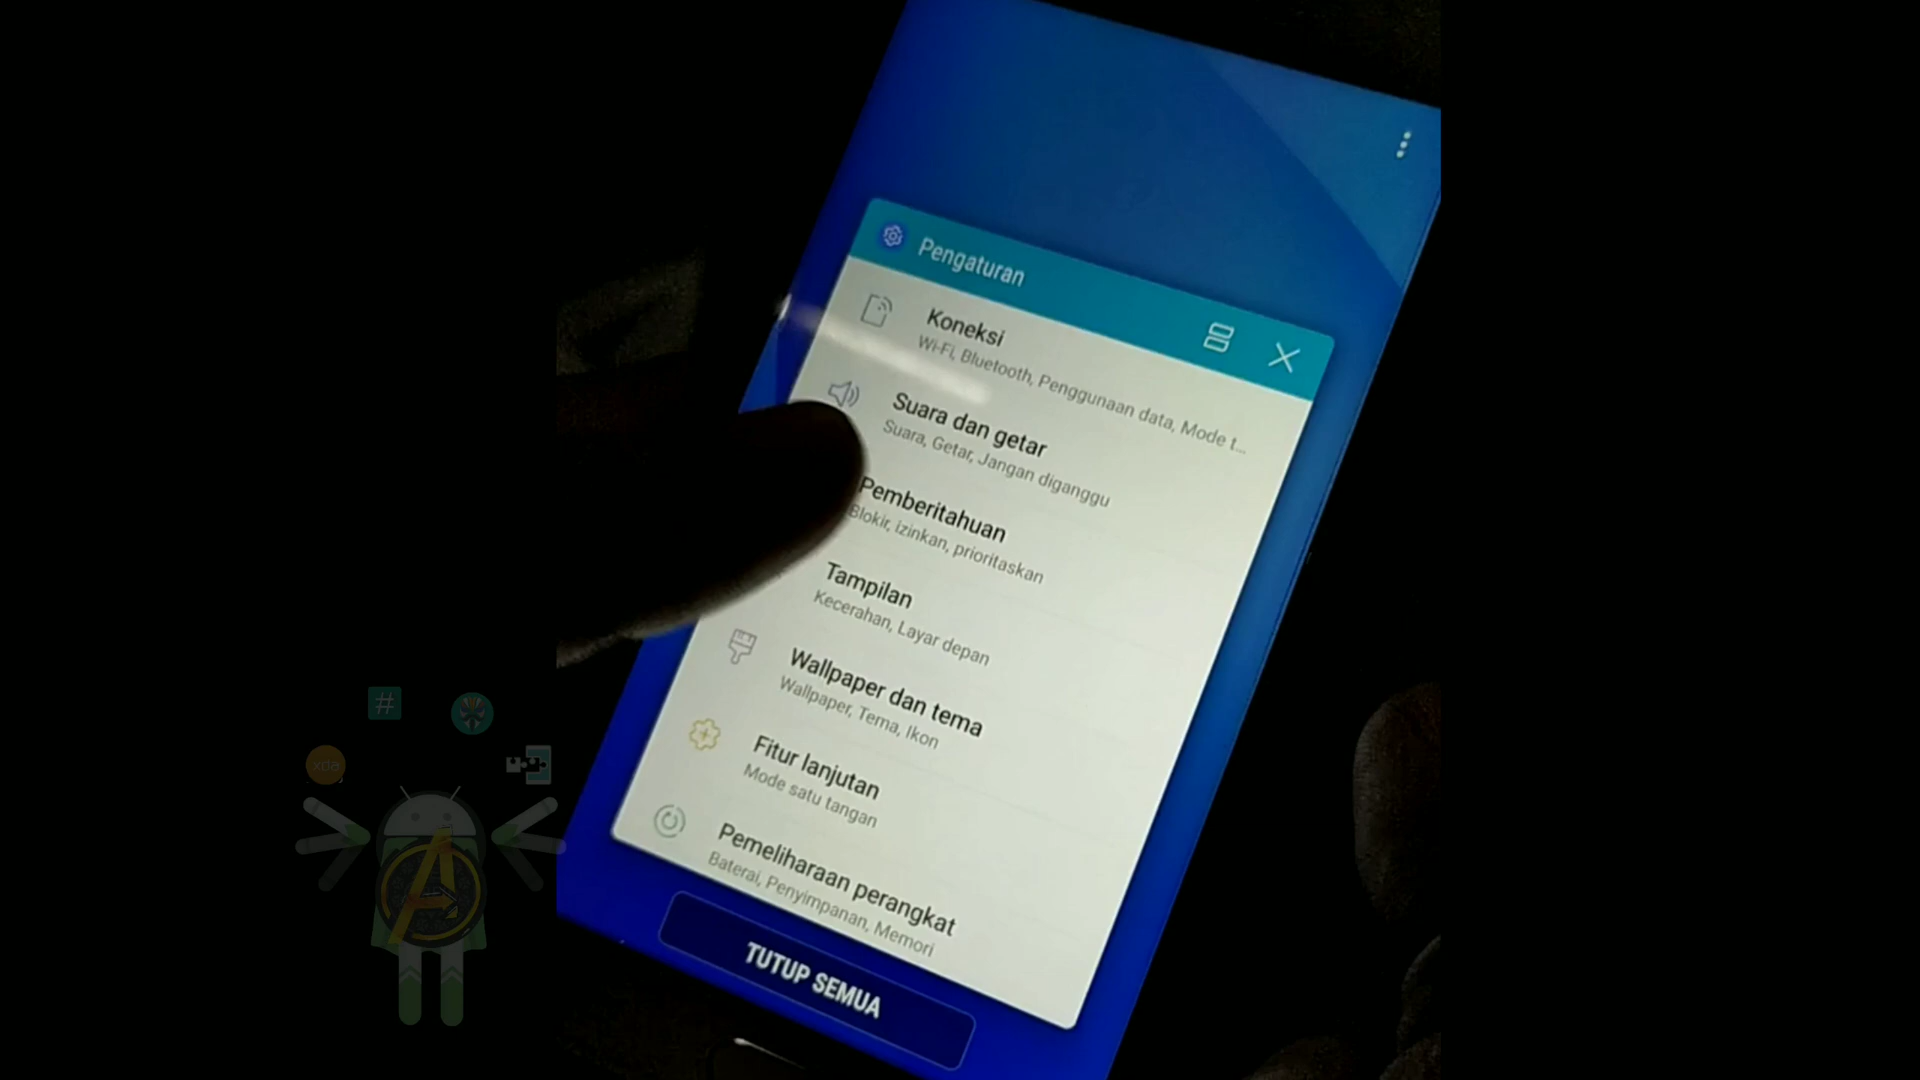 Pengaturan
Koneksi
Wi-Fi, Bluetooth, Penggunaan data, Mode t...
Suara dan getar
Suara, Getar, Jangan diganggu
Pemberitahuan
Blokir, izinkan, prioritaskan
Tampilan
Kecerahan, Layar depan
Wallpaper dan tema
Wallpaper, Tema, Ikon
Fitur lanjutan
Mode satu tangan
Pemeliharaan perangkat
Baterai, Penyimpanan, Memori
TUTUP SEMUA
#
xda
A